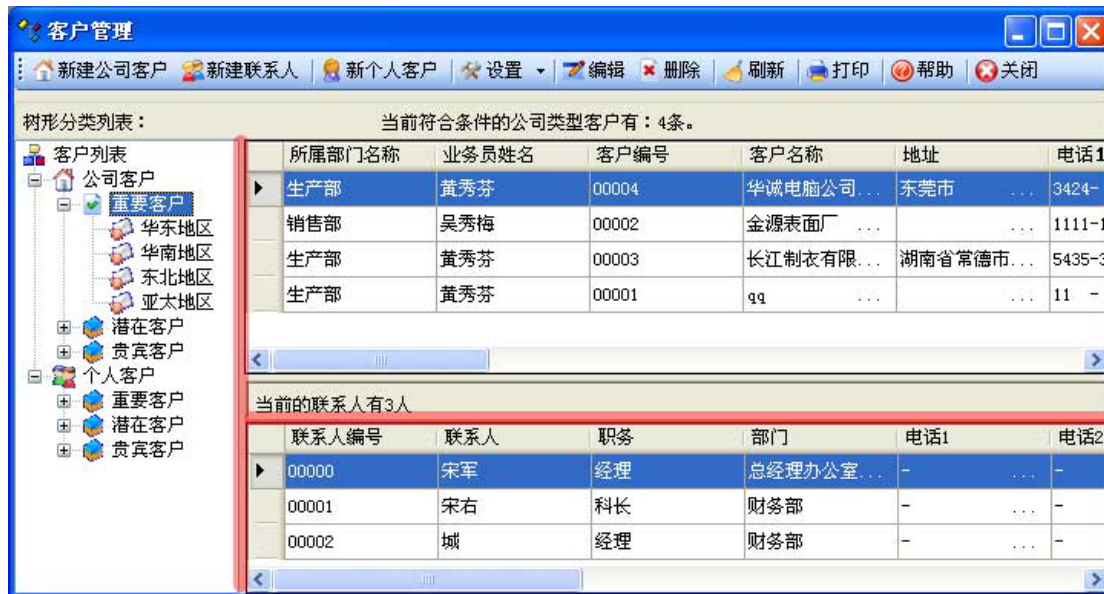 客户管理
新建公司客户 新建联系人 新个人客户 设置 编辑 删除 刷新 打印 帮助 关闭
树形分类列表： 当前符合条件的公司类型客户有：4条。
客户列表
公司客户
重要客户
华东地区
华南地区
东北地区
亚太地区
潜在客户
贵宾客户
个人客户
重要客户
潜在客户
贵宾客户
所属部门名称 业务员姓名 客户编号 客户名称 地址 电话1
生产部 黄秀芬 00004 华诚电脑公司... 东莞市 ... 3424-
销售部 吴秀梅 00002 金源表面厂 ... ... 1111-1
生产部 黄秀芬 00003 长江制衣有限... 湖南省常德市... 5435-3
生产部 黄秀芬 00001 qq ... ... 11 -
当前的联系人有3人
联系人编号 联系人 职务 部门 电话1 电话2
00000 宋军 经理 总经理办公室... - ... -
00001 宋右 科长 财务部 - ... -
00002 城 经理 财务部 - ... -